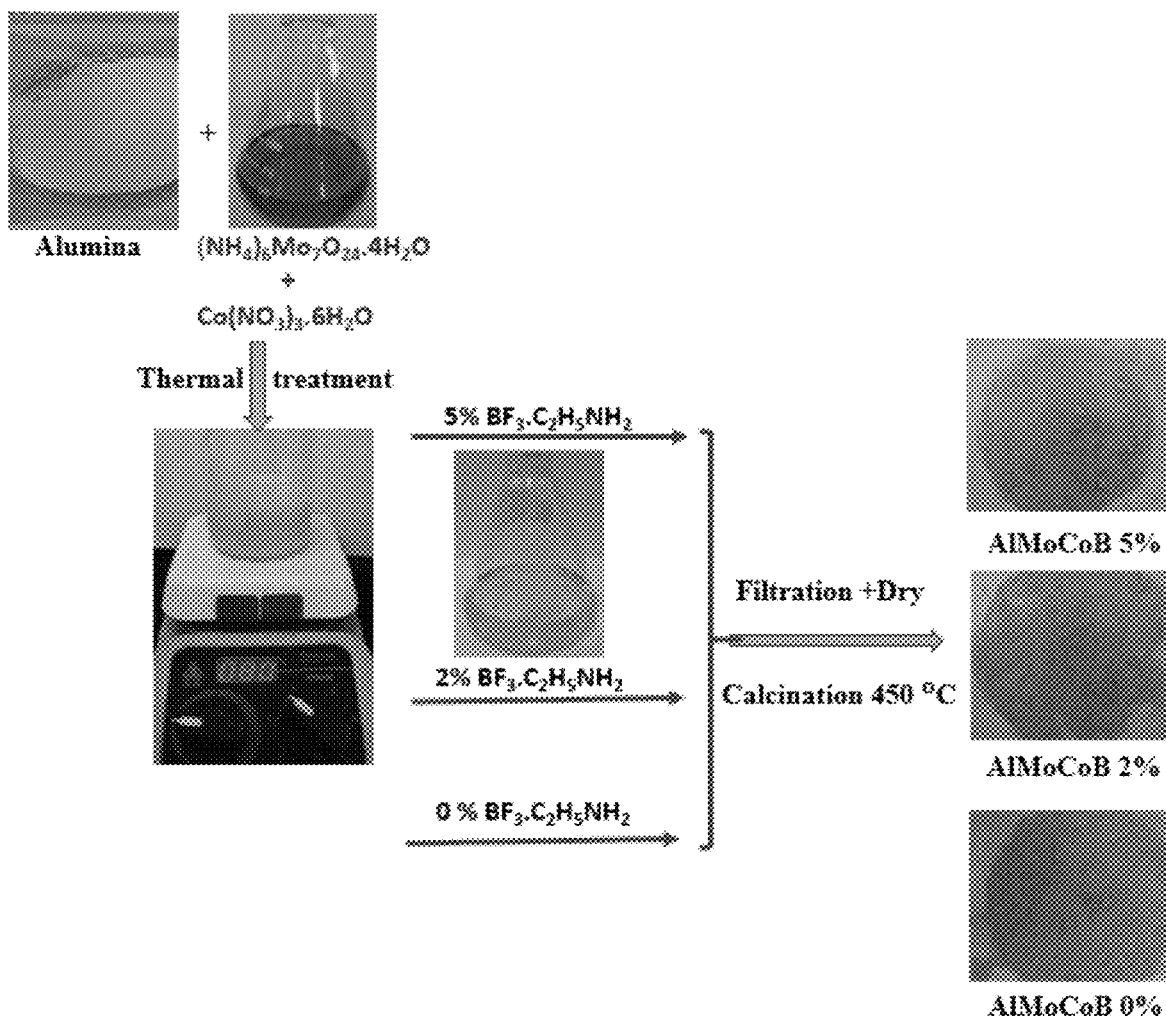 +
Alumina
(NH₄)₆Mo₇O₂₄.4H₂O
+
Co(NO₃)₃.6H₂O
Thermal treatment
5% BF₃.C₂H₅NH₂
2% BF₃.C₂H₅NH₂
0 % BF₃.C₂H₅NH₂
Filtration +Dry
Calcination 450 °C
AlMoCoB 5%
AlMoCoB 2%
AlMoCoB 0%